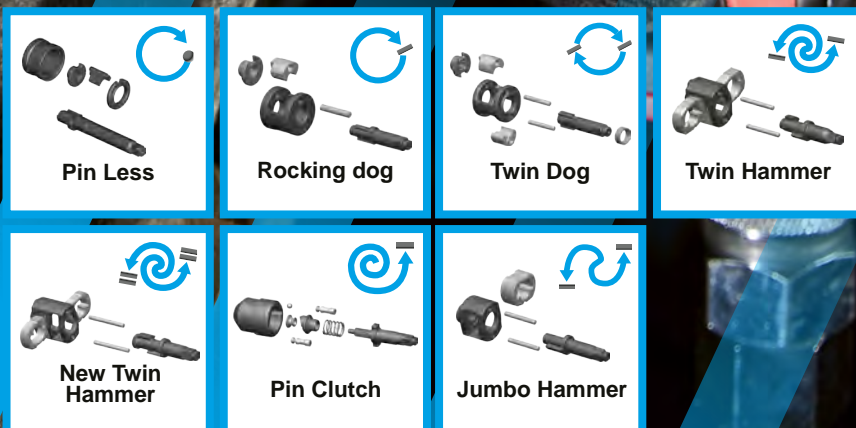 Pin Less
Rocking dog
Twin Dog
Twin Hammer
New Twin
Hammer
Pin Clutch
Jumbo Hammer